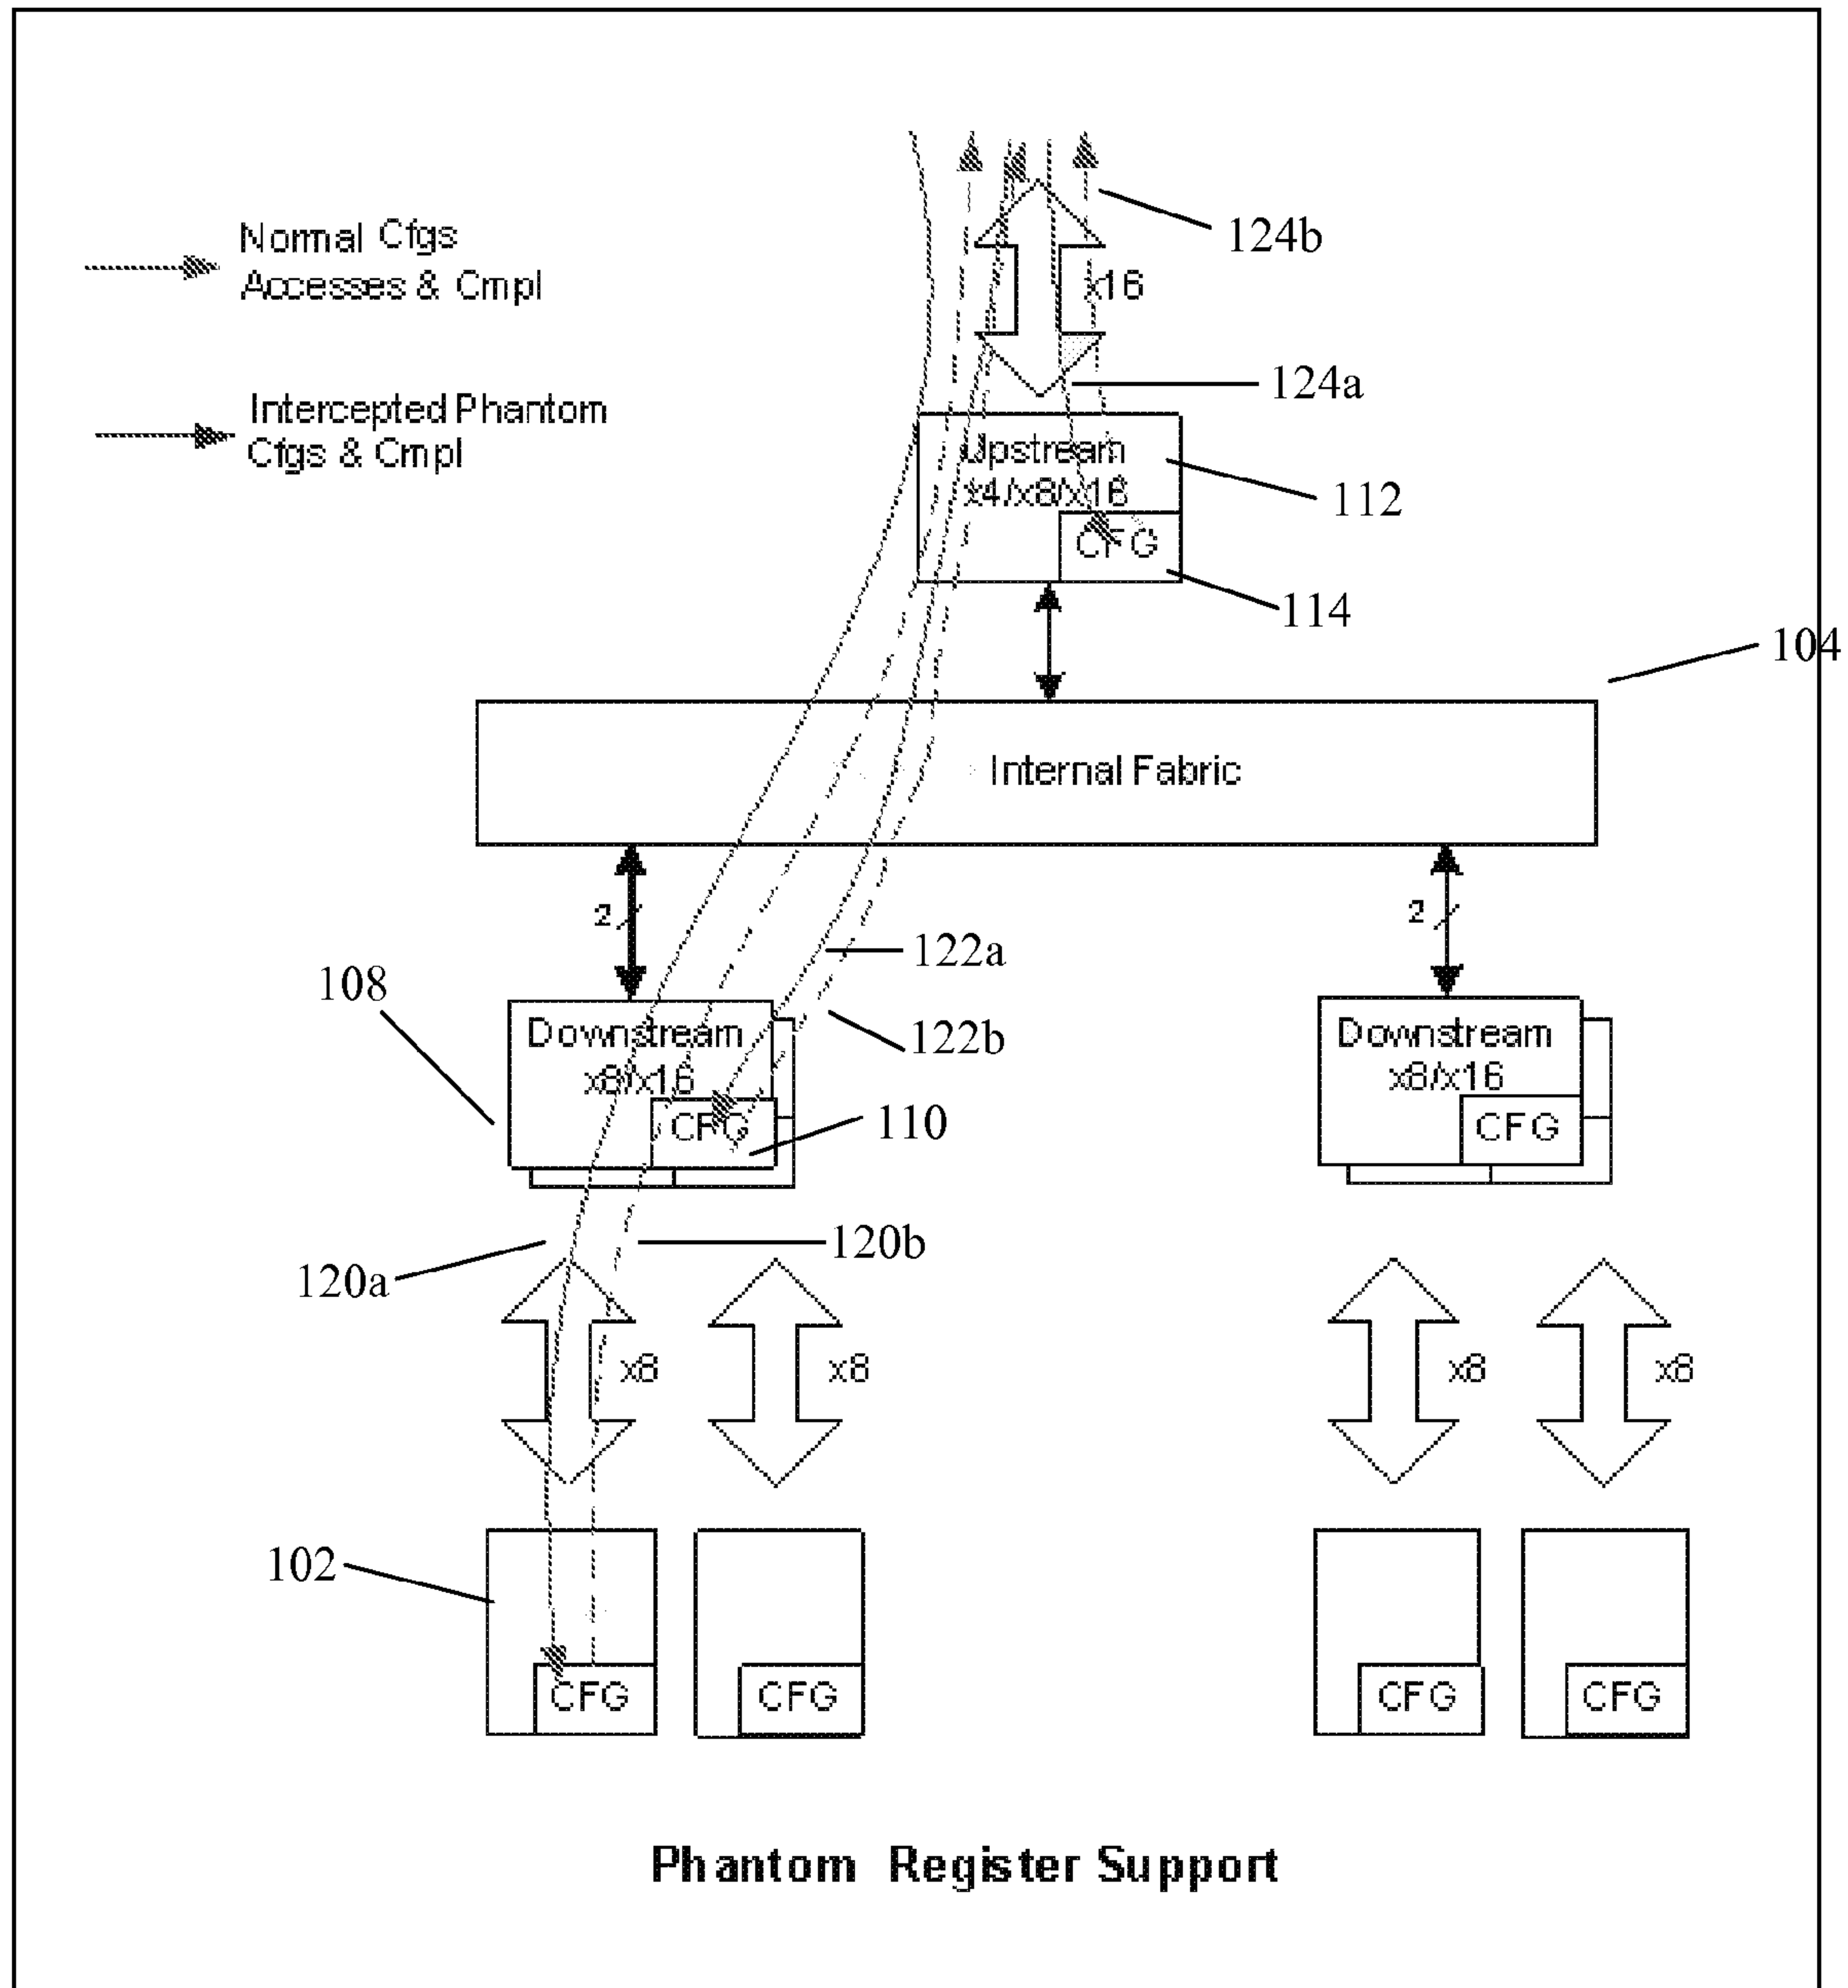 Normal Cfgs
Accesses & Cmpl
Intercepted Phantom
Cfgs & Cmpl
124b
x16
124a
Upstream
x4/x8/x16
CFG
112
114
104
Internal Fabric
2
2
122a
122b
108
Downstream
x8/x16
CFG
110
Downstream
x8/x16
CFG
120a
120b
x8
x8
x8
x8
102
CFG
CFG
CFG
CFG
Phantom Register Support